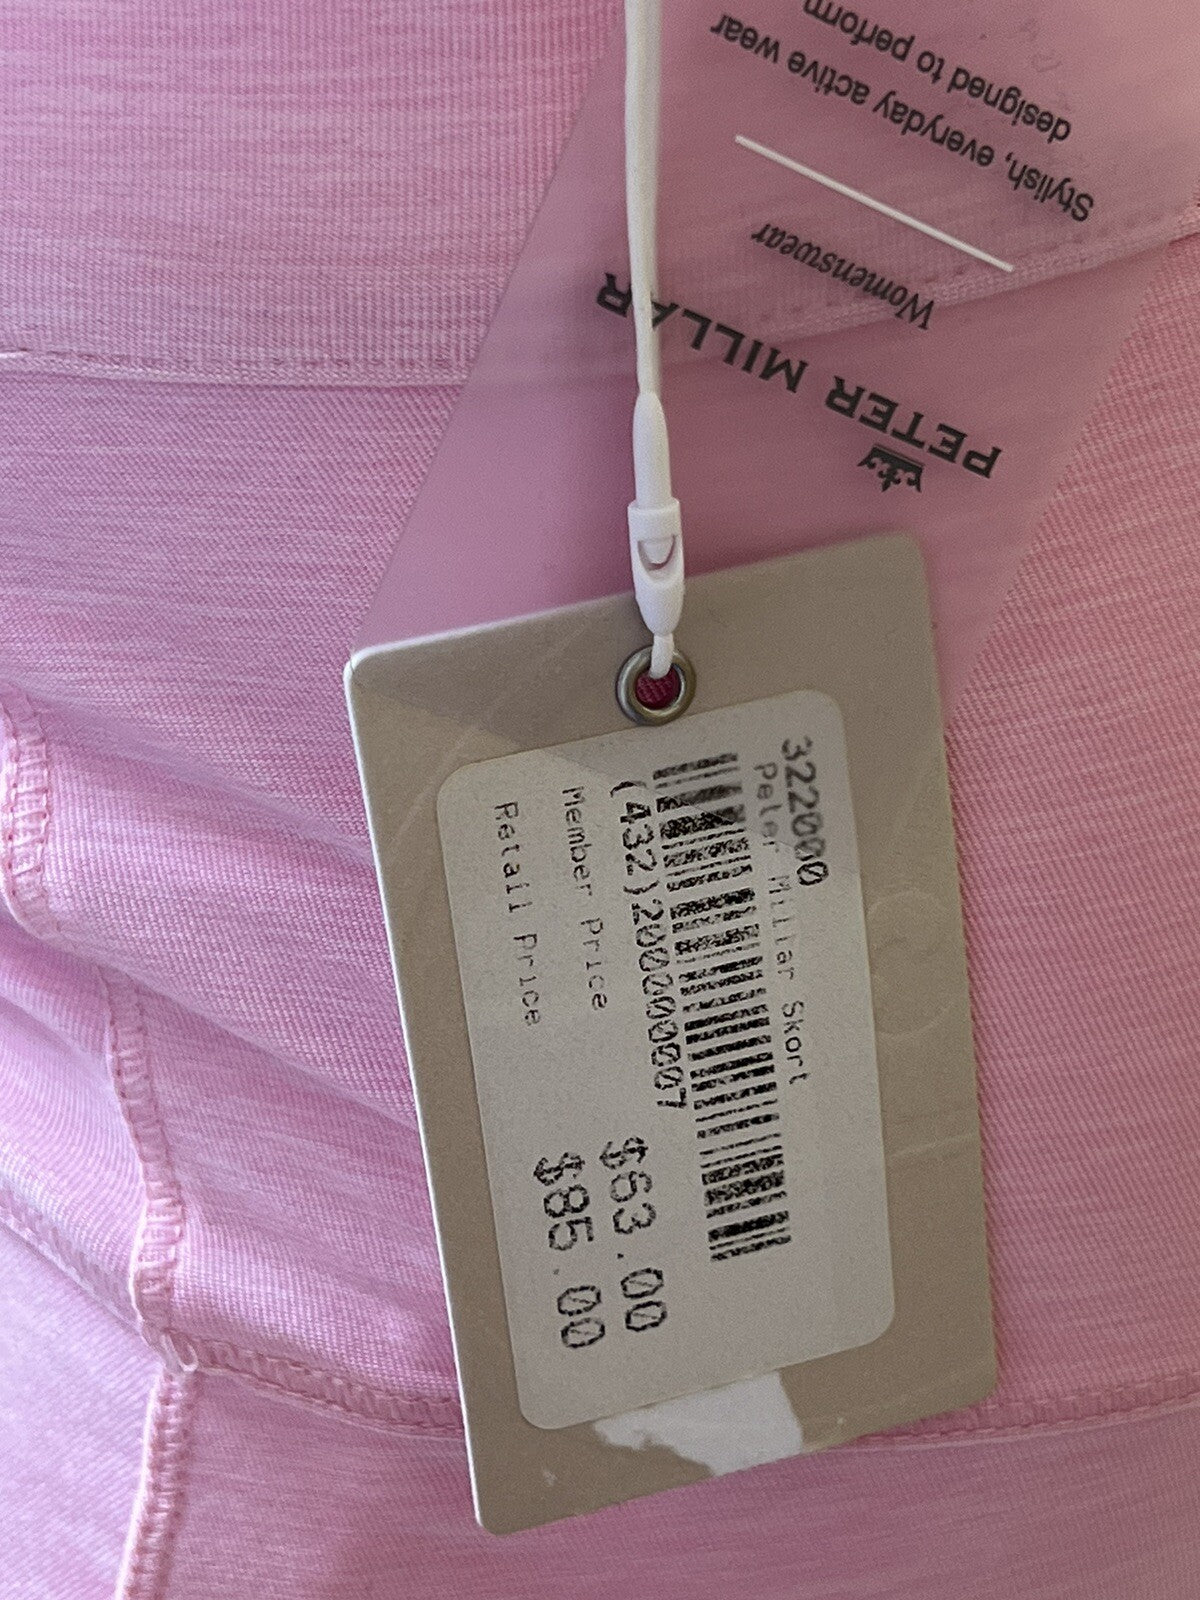 PETER MILLAR
Womenswear
Stylish, everyday active wear
designed to perform
322000
Peter Millar Skort
(432)2000000007
Member Price $63.00
Retail Price $85.00